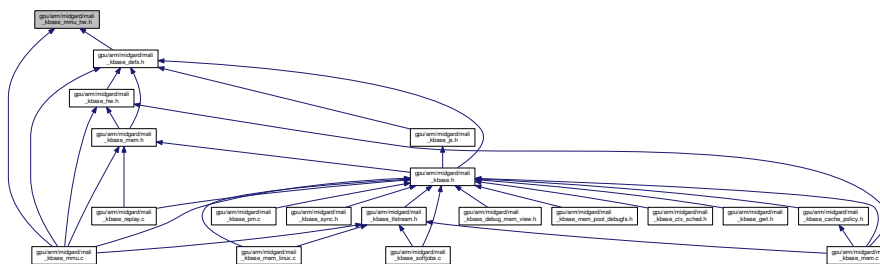 gpu/arm/midgard/mali
_kbase_mmu_hw.h
gpu/arm/midgard/mali
_kbase_defs.h
gpu/arm/midgard/mali
_kbase_hw.h
gpu/arm/midgard/mali
_kbase_mem.h
gpu/arm/midgard/mali
_kbase_js.h
gpu/arm/midgard/mali
_kbase.h
gpu/arm/midgard/mali
_kbase_replay.c
gpu/arm/midgard/mali
_kbase_pm.c
gpu/arm/midgard/mali
_kbase_sync.h
gpu/arm/midgard/mali
_kbase_tlstream.h
gpu/arm/midgard/mali
_kbase_debug_mem_view.h
gpu/arm/midgard/mali
_kbase_mem_pool_debugfs.h
gpu/arm/midgard/mali
_kbase_ctx_sched.h
gpu/arm/midgard/mali
_kbase_gwt.h
gpu/arm/midgard/mali
_kbase_cache_policy.h
gpu/arm/midgard/mali
_kbase_mmu.c
gpu/arm/midgard/mali
_kbase_mem_linux.c
gpu/arm/midgard/mali
_kbase_softjobs.c
gpu/arm/midgard/mali
_kbase_mem.c